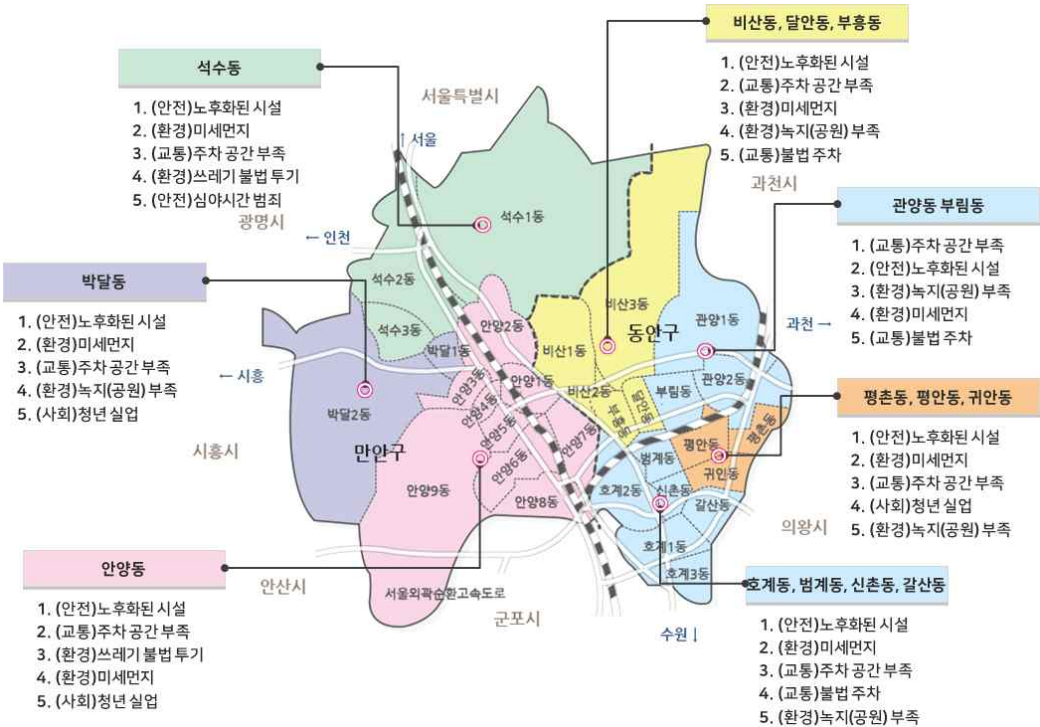 비산동, 달안동, 부흥동
1. (안전)노후화된 시설
2. (교통)주차 공간 부족
3. (환경)미세먼지
4. (환경)녹지(공원) 부족
5. (교통)불법 주차
석수동
1. (안전)노후화된 시설
2. (환경)미세먼지
3. (교통)주차 공간 부족
4. (환경)쓰레기 불법 투기
5. (안전)심야시간 범죄
서울특별시
↑ 서울
과천시
광명시
← 인천
관양동 부림동
1. (교통)주차 공간 부족
2. (안전)노후화된 시설
3. (환경)녹지(공원) 부족
4. (환경)미세먼지
5. (교통)불법 주차
박달동
1. (안전)노후화된 시설
2. (환경)미세먼지
3. (교통)주차 공간 부족
4. (환경)녹지(공원) 부족
5. (사회)청년 실업
석수1동
석수2동
석수3동
비산3동
동안구
관양1동
과천 →
안양2동
박달1동
비산1동
← 시흥
안양3동
안양1동
비산2동
관양2동
부림동
달안동
부흥동
박달2동
안양4동
안양5동
안양7동
평안동
평촌동
시흥시
만안구
안양6동
범계동
귀인동
안양9동
안양8동
호계2동
신촌동
갈산동
의왕시
호계1동
호계3동
평촌동, 평안동, 귀안동
1. (안전)노후화된 시설
2. (환경)미세먼지
3. (교통)주차 공간 부족
4. (사회)청년 실업
5. (환경)녹지(공원) 부족
안양동
1. (안전)노후화된 시설
2. (교통)주차 공간 부족
3. (환경)쓰레기 불법 투기
4. (환경)미세먼지
5. (사회)청년 실업
안산시
서울외곽순환고속도로
군포시
수원 ↓
호계동, 범계동, 신촌동, 갈산동
1. (안전)노후화된 시설
2. (환경)미세먼지
3. (교통)주차 공간 부족
4. (교통)불법 주차
5. (환경)녹지(공원) 부족